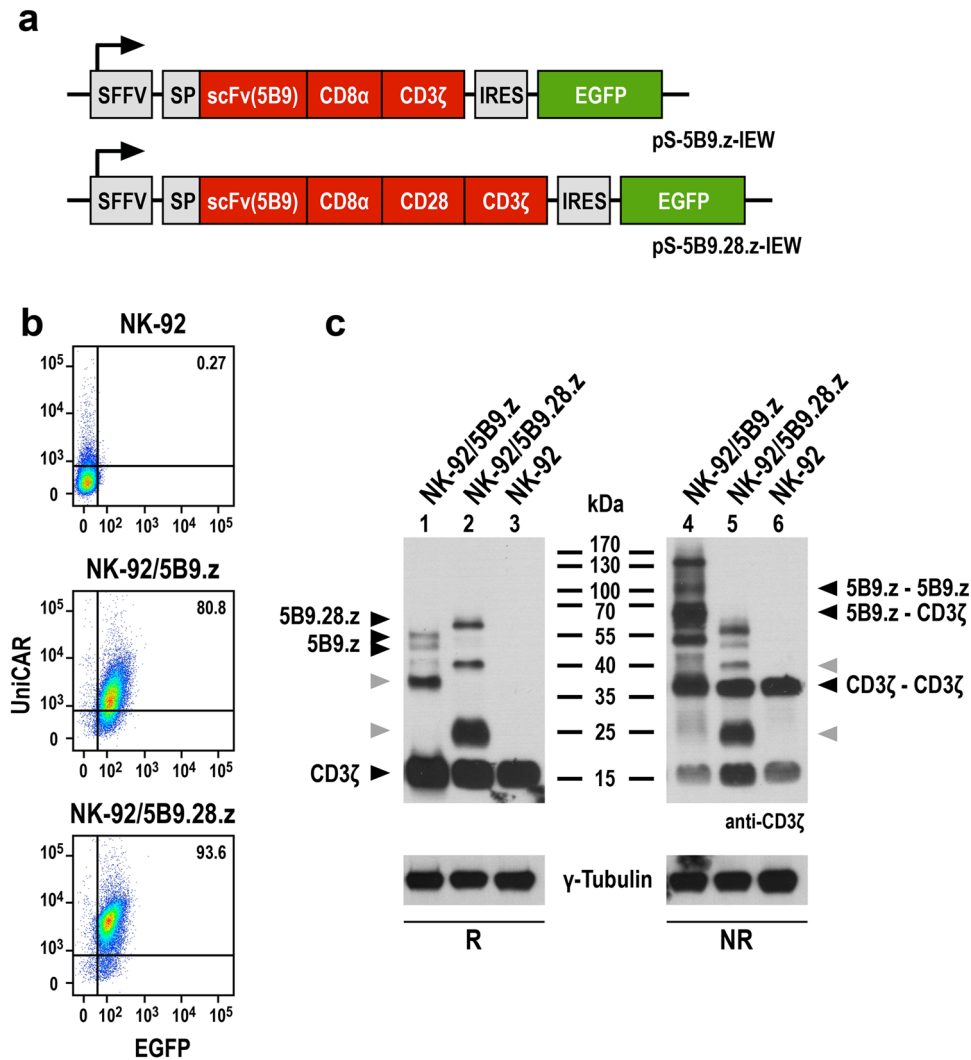 a
SFFV SP scFv(5B9) CD8α CD3ζ IRES EGFP
pS-5B9.z-IEW
SFFV SP scFv(5B9) CD8α CD28 CD3ζ IRES EGFP
pS-5B9.28.z-IEW
b
NK-92
0.27
10⁵
10⁴
10³
0
0 10² 10³ 10⁴ 10⁵
NK-92/5B9.z
80.8
10⁵
10⁴
10³
0
0 10² 10³ 10⁴ 10⁵
UniCAR
NK-92/5B9.28.z
93.6
10⁵
10⁴
10³
0
0 10² 10³ 10⁴ 10⁵
EGFP
c
NK-92/5B9.z
NK-92/5B9.28.z
NK-92
NK-92/5B9.z
NK-92/5B9.28.z
NK-92
1 2 3 kDa 4 5 6
170
130
100
70
55
40
35
25
15
5B9.28.z
5B9.z
CD3ζ
5B9.z - 5B9.z
5B9.z - CD3ζ
CD3ζ - CD3ζ
anti-CD3ζ
γ-Tubulin
R NR